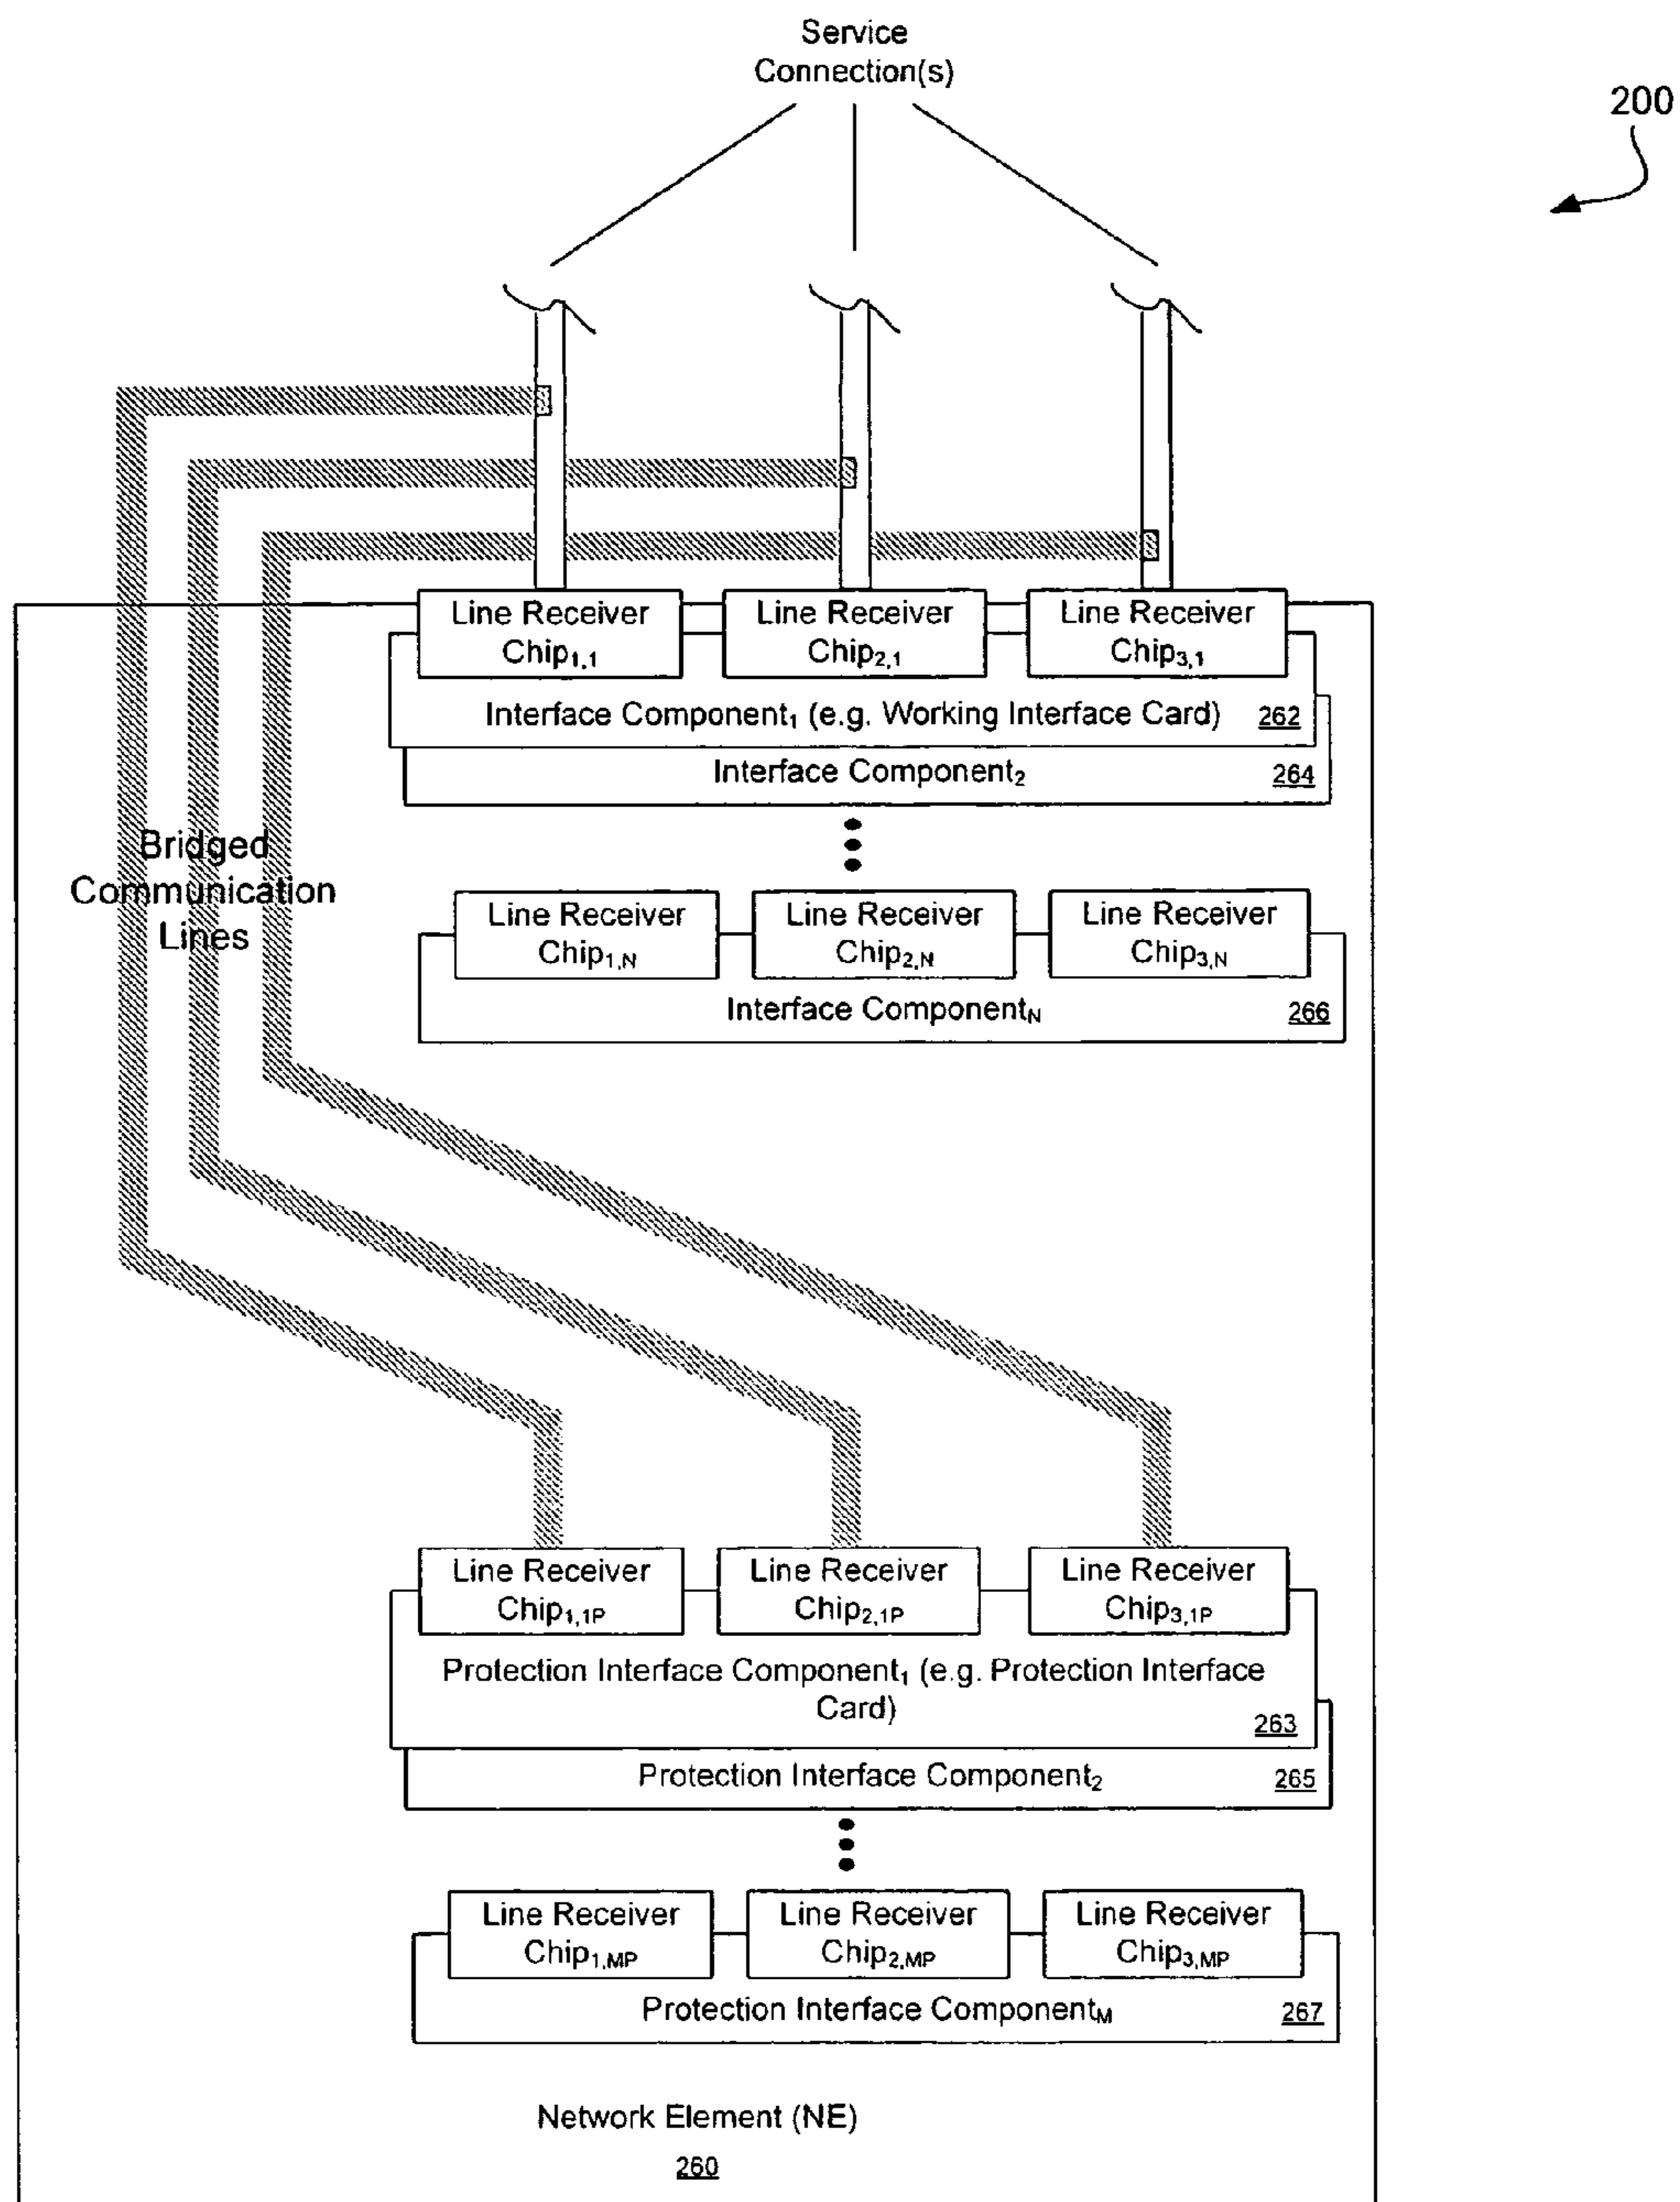 Service
Connection(s)
200
Line Receiver
Chip1,1
Line Receiver
Chip2,1
Line Receiver
Chip3,1
Interface Component1 (e.g. Working Interface Card)
262
Interface Component2
264
Bridged
Communication
Lines
Line Receiver
Chip1,N
Line Receiver
Chip2,N
Line Receiver
Chip3,N
Interface ComponentN
266
Line Receiver
Chip1,1P
Line Receiver
Chip2,1P
Line Receiver
Chip3,1P
Protection Interface Component1 (e.g. Protection Interface
Card)
263
Protection Interface Component2
265
Line Receiver
Chip1,MP
Line Receiver
Chip2,MP
Line Receiver
Chip3,MP
Protection Interface ComponentM
267
Network Element (NE)
260